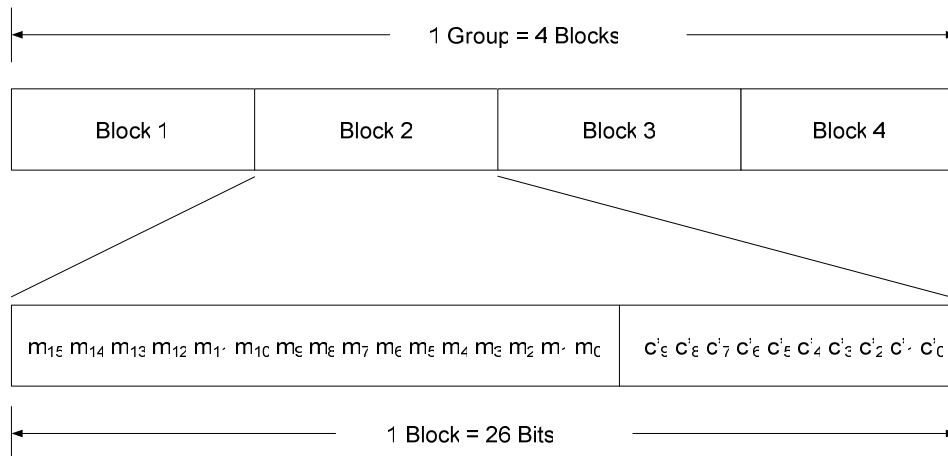 1 Group = 4 Blocks
Block 1 Block 2 Block 3 Block 4
m₁₅ m₁₄ m₁₃ m₁₂ m₁₁ m₁₀ m₉ m₈ m₇ m₆ m₅ m₄ m₃ m₂ m₁ m₀ c'₉ c'₈ c'₇ c'₆ c'₅ c'₄ c'₃ c'₂ c'₁ c'₀
1 Block = 26 Bits